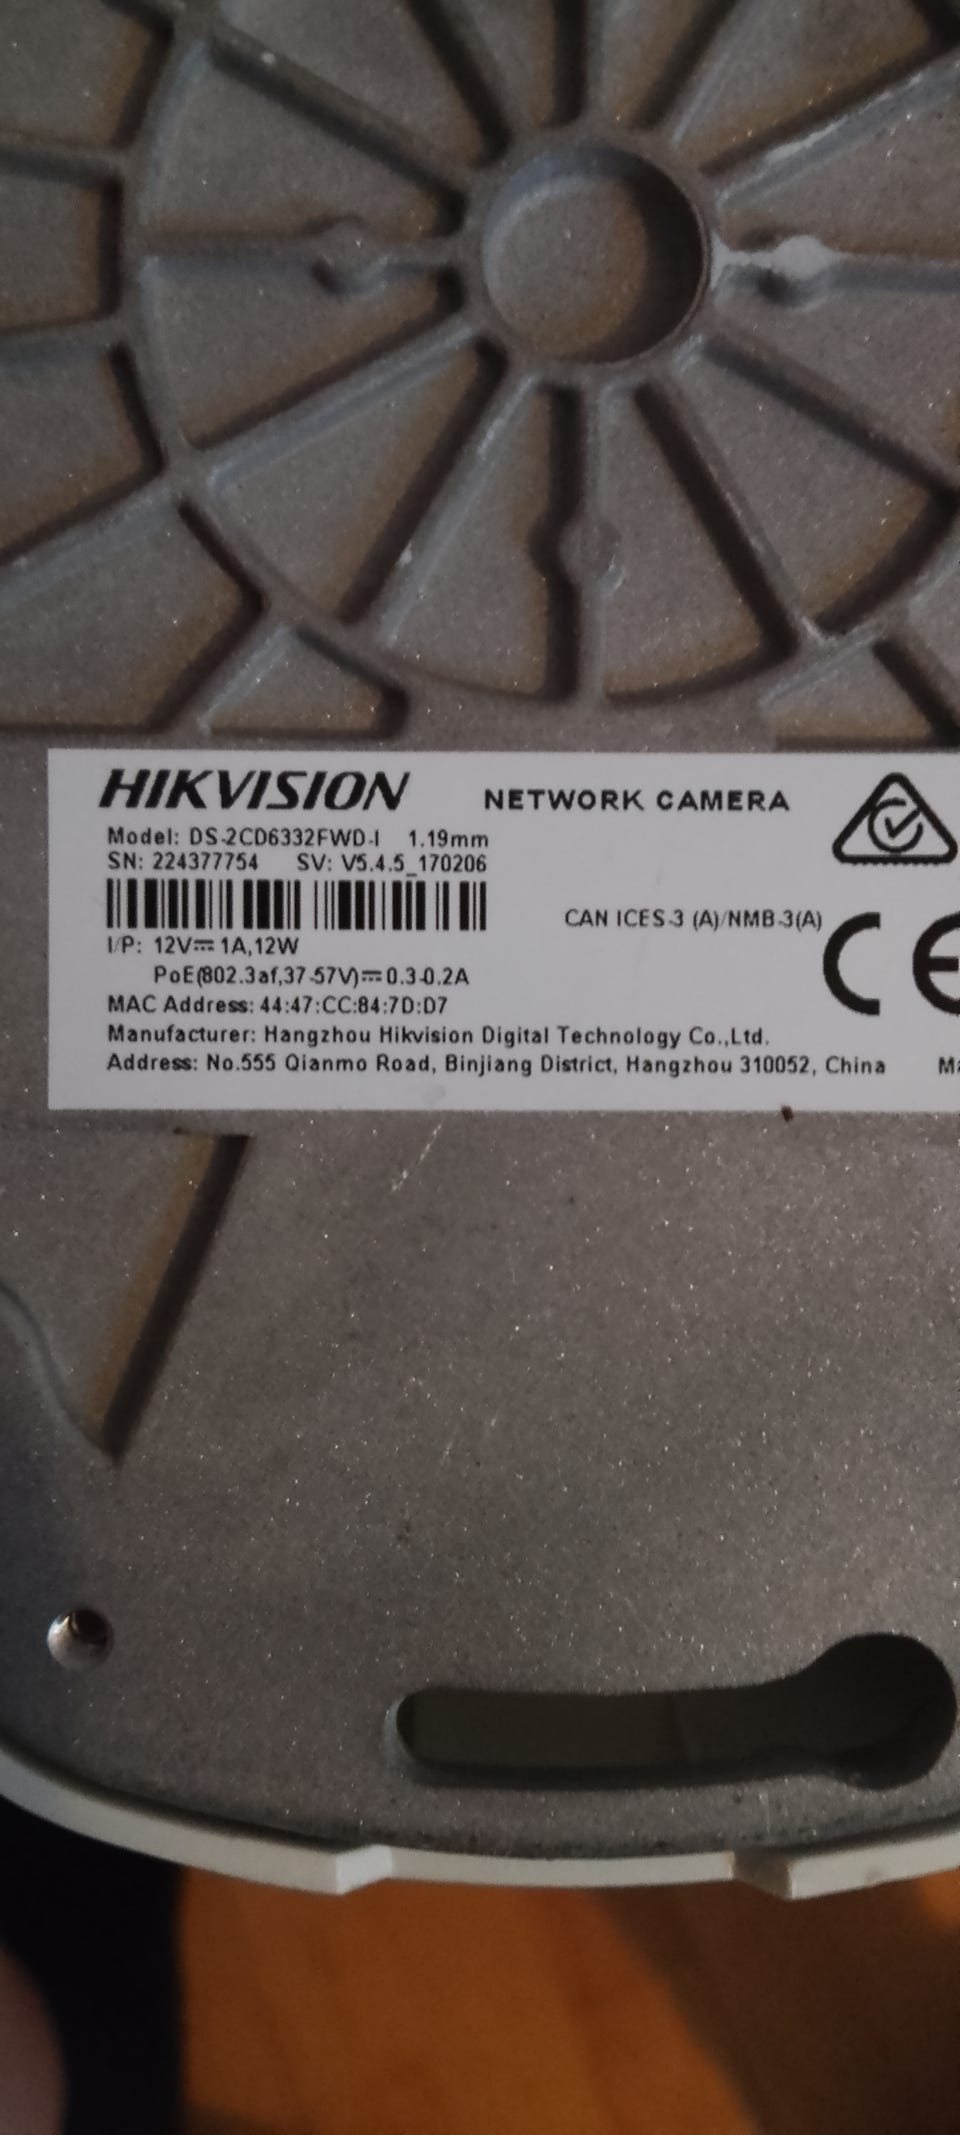 HIKVISION NETWORK CAMERA
Model: DS-2CD6332FWD-I 1.19mm
SN: 224377754 SV: V5.4.5_170206
CAN ICES-3 (A)/NMB-3(A)
CE
I/P: 12V⎓1A,12W
PoE(802.3af,37-57V)⎓0.3-0.2A
MAC Address: 44:47:CC:84:7D:D7
Manufacturer: Hangzhou Hikvision Digital Technology Co.,Ltd.
Address: No.555 Qianmo Road, Binjiang District, Hangzhou 310052, China